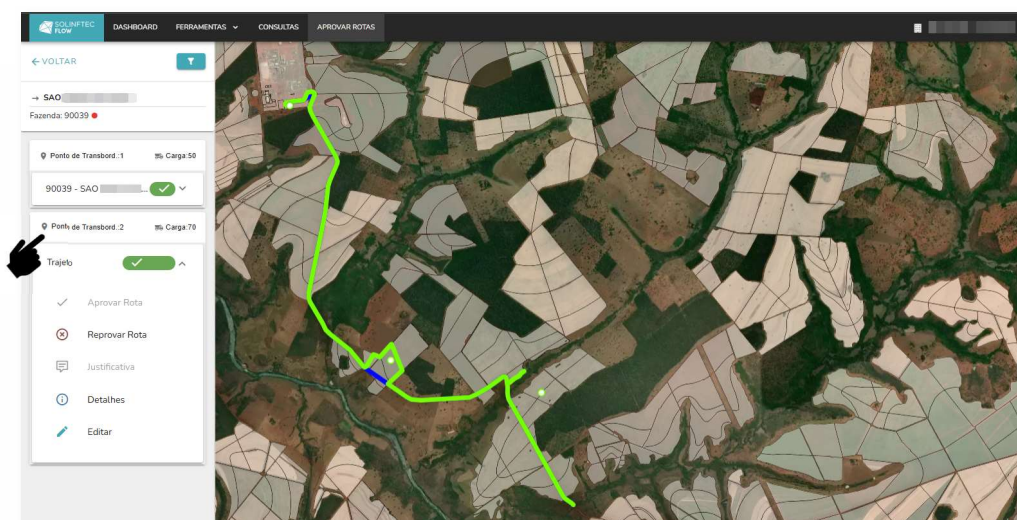 SOLINFTEC
FLOW
DASHBOARD FERRAMENTAS CONSULTAS APROVAR ROTAS
VOLTAR
SAO
Fazenda: 90039
Ponto de Transbord.:1 Carga:50
90039 - SAO ...
Ponto de Transbord.:2 Carga:70
Trajeto
Aprovar Rota
Reprovar Rota
Justificativa
Detalhes
Editar